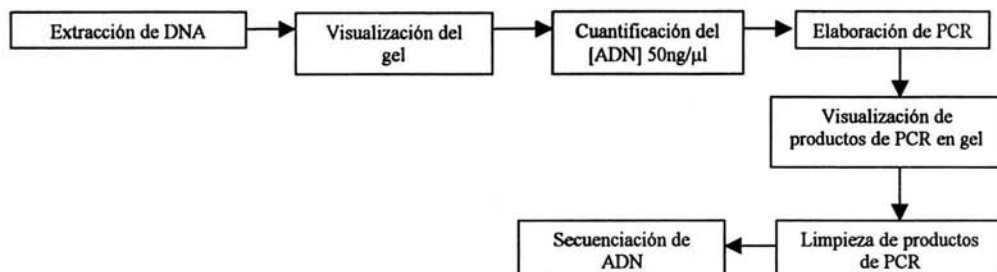 Extracción de DNA
Visualización del
gel
Cuantificación del
[ADN] 50ng/µl
Elaboración de PCR
Visualización de
productos de PCR en gel
Limpieza de productos
de PCR
Secuenciación de
ADN